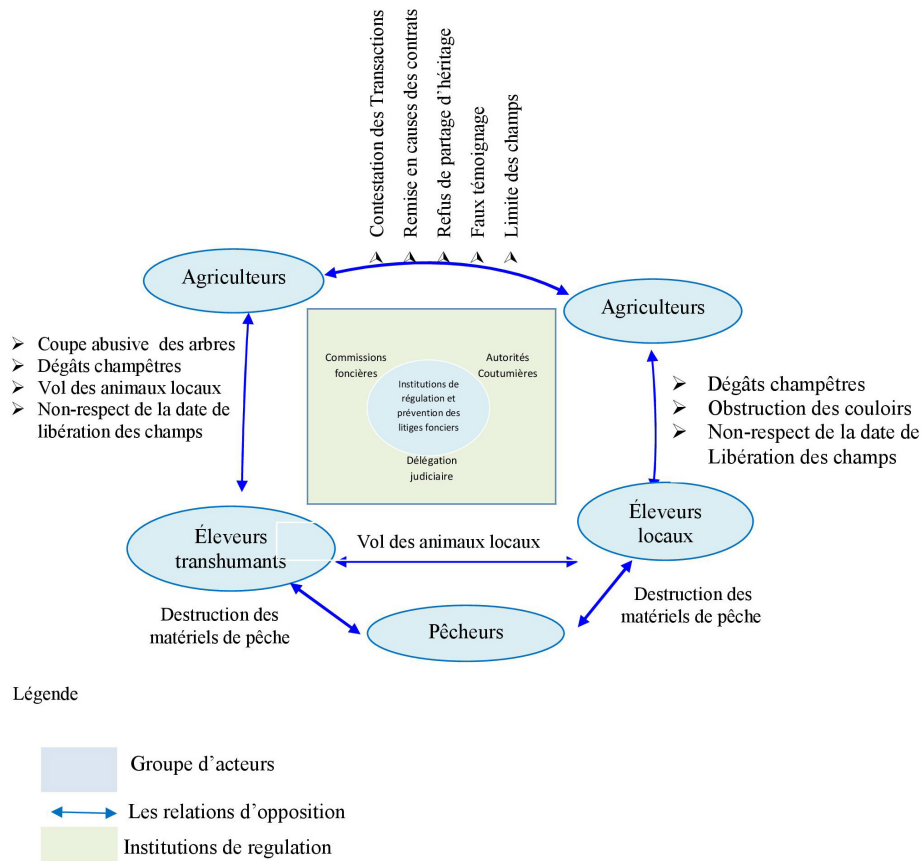 Contestation des Transactions
Remise en causes des contrats
Refus de partage d'héritage
Faux témoignage
Limite des champs
Agriculteurs
Agriculteurs
Coupe abusive des arbres
Dégâts champêtres
Vol des animaux locaux
Non-respect de la date de
libération des champs
Commissions
foncières
Autorités
Coutumières
Institutions de
régulation et
prévention des
litiges fonciers
Délégation
judiciaire
Dégâts champêtres
Obstruction des couloirs
Non-respect de la date de
Libération des champs
Éleveurs
transhumants
Vol des animaux locaux
Éleveurs
locaux
Destruction des
matériels de pêche
Pêcheurs
Destruction des
matériels de pêche
Légende
Groupe d'acteurs
Les relations d'opposition
Institutions de regulation